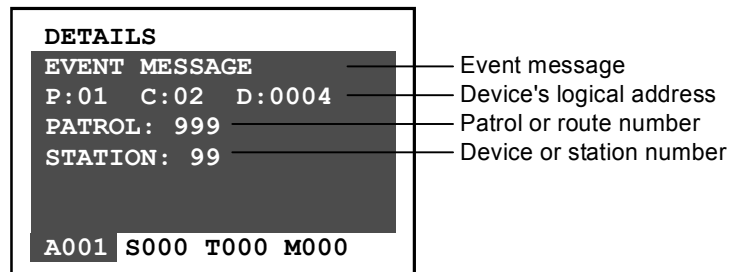 DETAILS
EVENT MESSAGE
Event message
P:01 C:02 D:0004
Device's logical address
PATROL: 999
Patrol or route number
STATION: 99
Device or station number
A001 S000 T000 M000